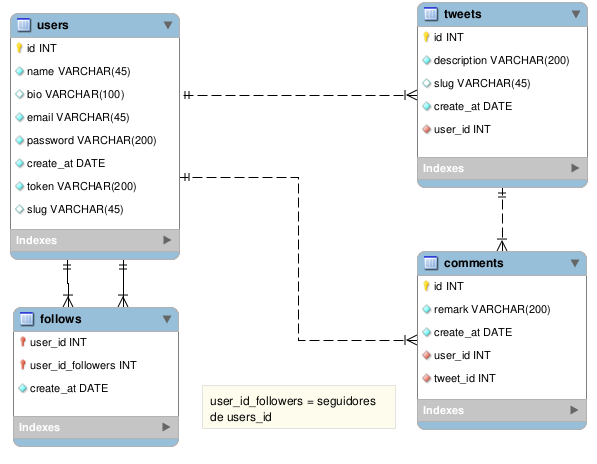 users
id INT
name VARCHAR(45)
bio VARCHAR(100)
email VARCHAR(45)
password VARCHAR(200)
create_at DATE
token VARCHAR(200)
slug VARCHAR(45)
Indexes
tweets
id INT
description VARCHAR(200)
slug VARCHAR(45)
create_at DATE
user_id INT
Indexes
follows
user_id INT
user_id_followers INT
create_at DATE
Indexes
comments
id INT
remark VARCHAR(200)
create_at DATE
user_id INT
tweet_id INT
Indexes
user_id_followers = seguidores
de users_id